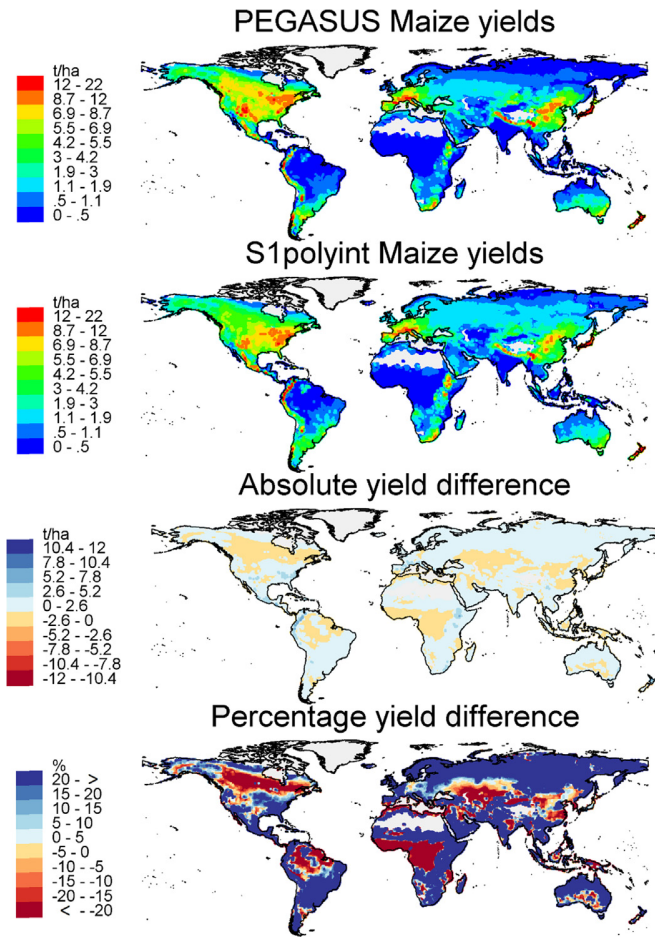 PEGASUS Maize yields
t/ha
12 - 22
8.7 - 12
6.9 - 8.7
5.5 - 6.9
4.2 - 5.5
3 - 4.2
1.9 - 3
1.1 - 1.9
.5 - 1.1
0 - .5
S1polyint Maize yields
t/ha
12 - 22
8.7 - 12
6.9 - 8.7
5.5 - 6.9
4.2 - 5.5
3 - 4.2
1.9 - 3
1.1 - 1.9
.5 - 1.1
0 - .5
Absolute yield difference
t/ha
10.4 - 12
7.8 - 10.4
5.2 - 7.8
2.6 - 5.2
0 - 2.6
-2.6 - 0
-5.2 - -2.6
-7.8 - -5.2
-10.4 - -7.8
-12 - -10.4
Percentage yield difference
%
20 - >
15 - 20
10 - 15
5 - 10
0 - 5
-5 - 0
-10 - -5
-15 - -10
-20 - -15
< - -20